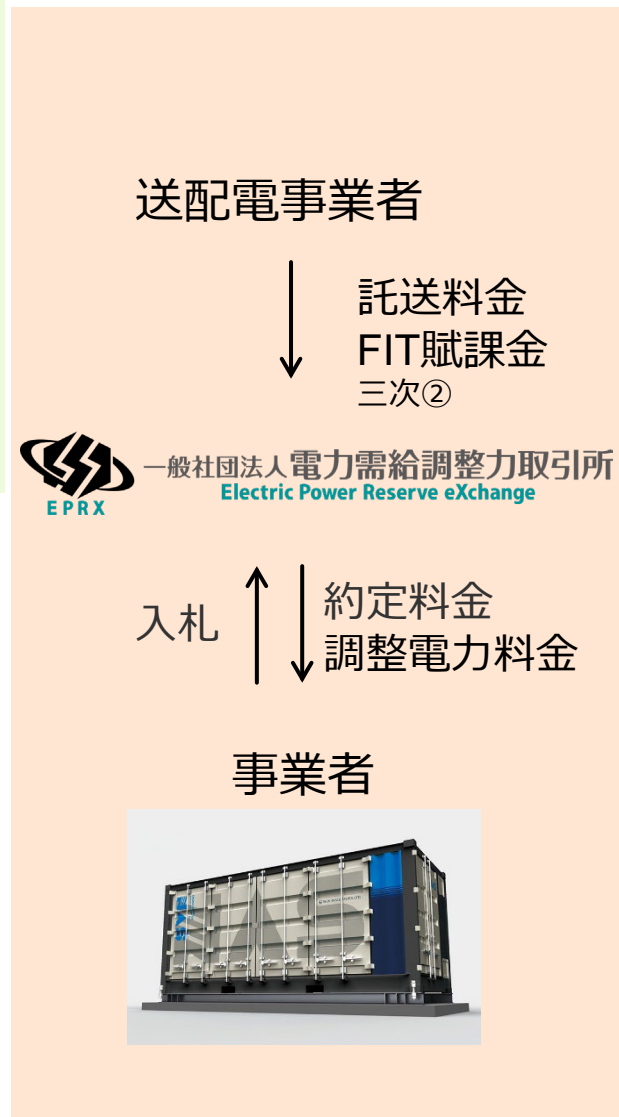 送配電事業者
託送料金
FIT賦課金
三次②
一般社団法人電力需給調整力取引所
Electric Power Reserve eXchange
EPRX
入札
約定料金
調整電力料金
事業者
NAS